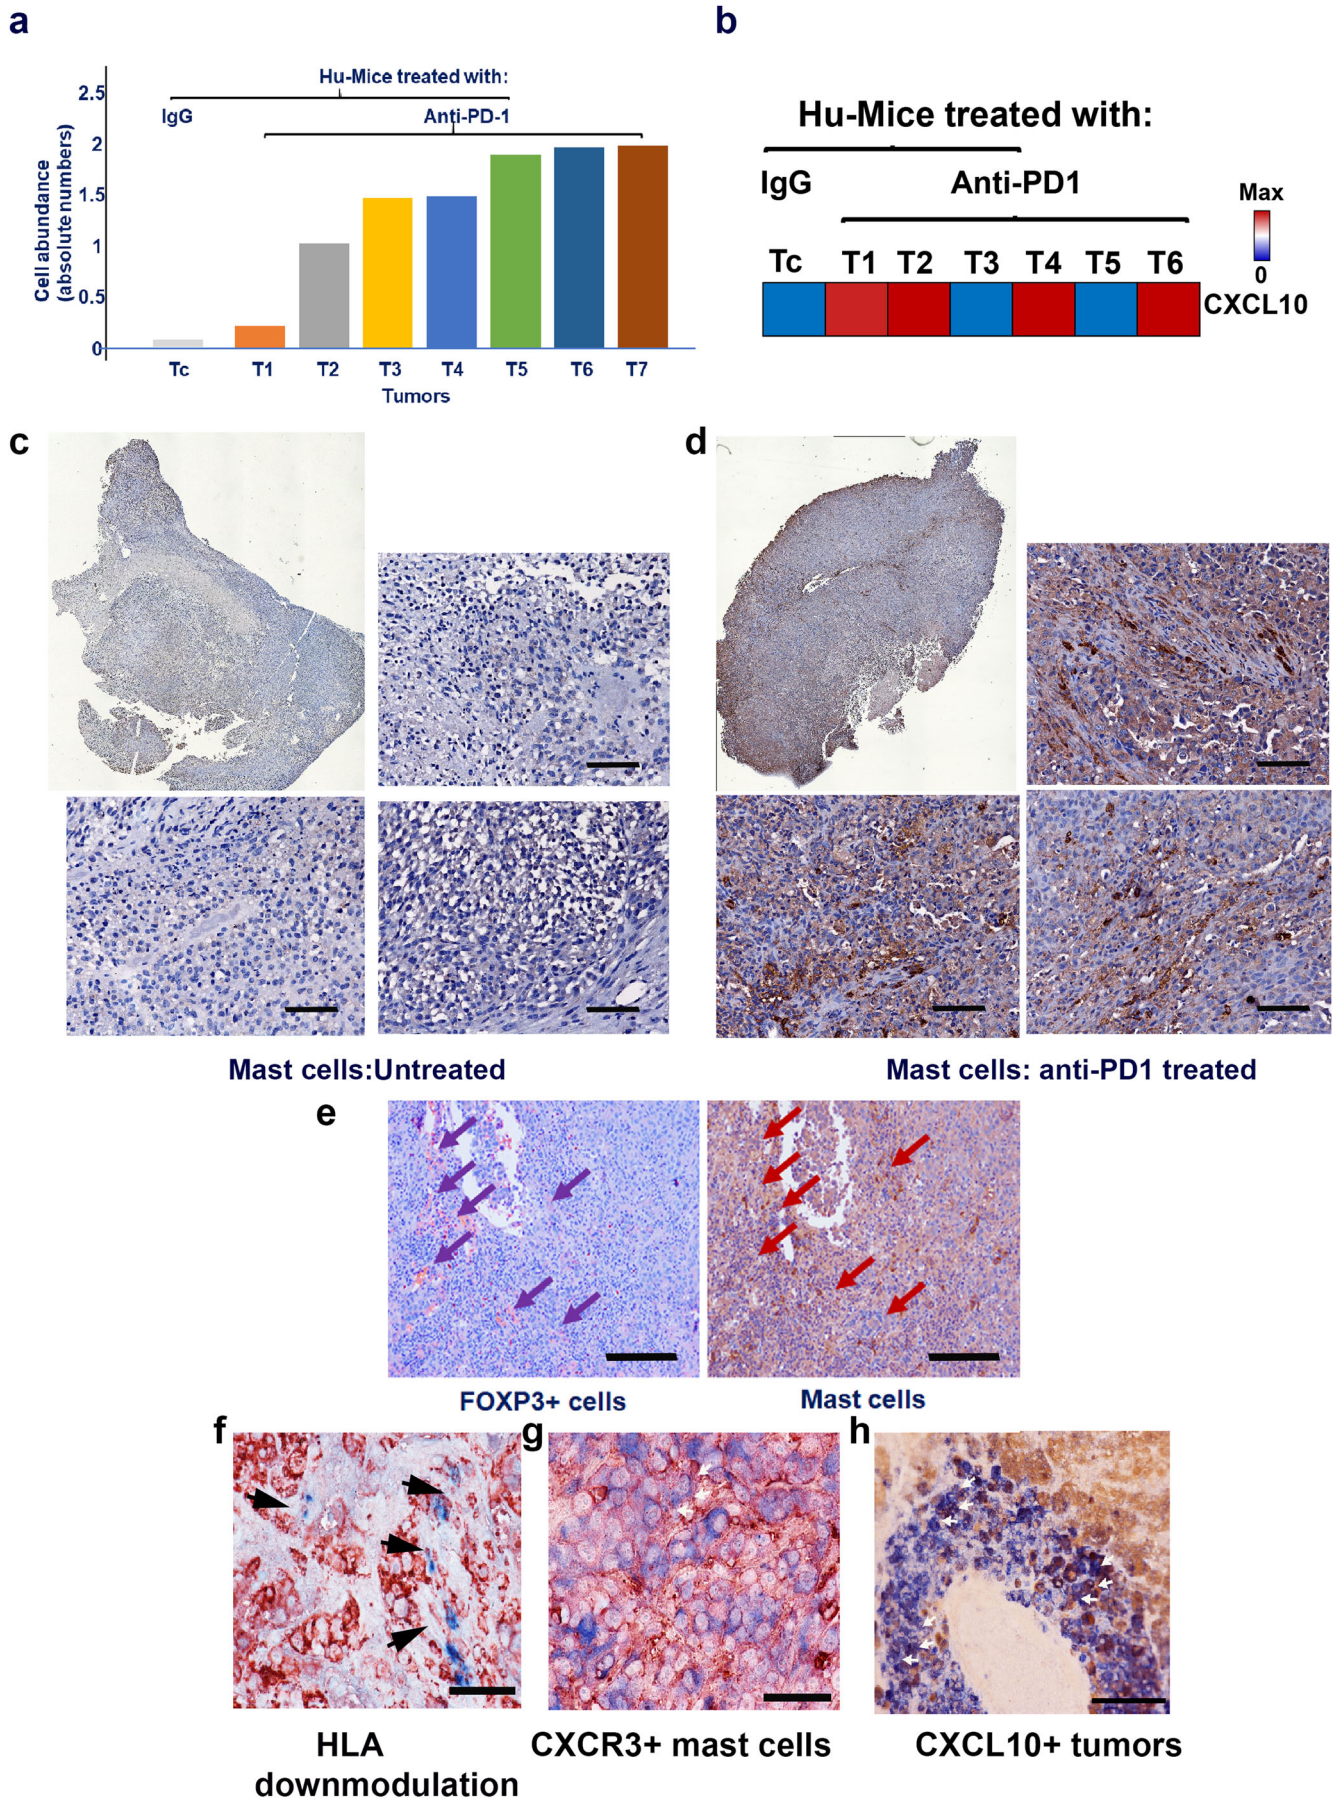 a
Hu-Mice treated with:
IgG
Anti-PD-1
Cell abundance
(absolute numbers)
2.5
2
1.5
1
0.5
0
Tc T1 T2 T3 T4 T5 T6 T7
Tumors
b
Hu-Mice treated with:
IgG
Anti-PD1
Max
0
Tc T1 T2 T3 T4 T5 T6
CXCL10
c
d
Mast cells:Untreated
Mast cells: anti-PD1 treated
e
FOXP3+ cells
Mast cells
f
g
h
HLA
downmodulation
CXCR3+ mast cells
CXCL10+ tumors